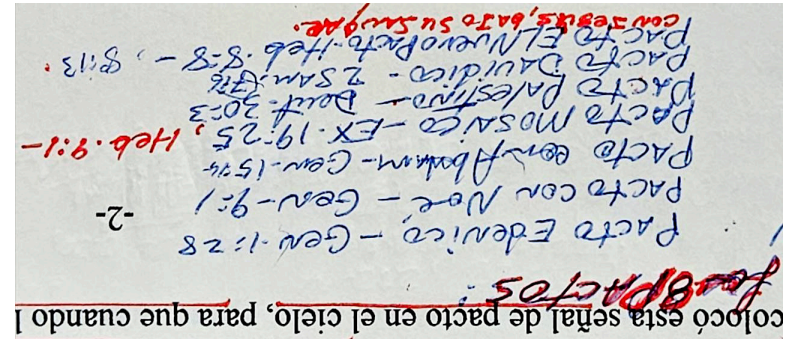 colocó esta señal de pacto en el cielo, para que cuando l
Los 8 PACTOS:
PACTO Edenico - Gen. 1:28
PACTO CON Noé - Gen - 9:1
-2-
PACTO con Abram - Gen - 15:
PACTO MOSAICO - EX. 19:25, Heb. 9:1-
PACTO PALESTINO - Deut. 30:3
PACTO DAVIDICO - 2 Sam. 7:16
PACTO EL Nuevo Pacto - Heb. 8:8 - , 8:13.
CON JESUS, BAJO SU SANGRE.